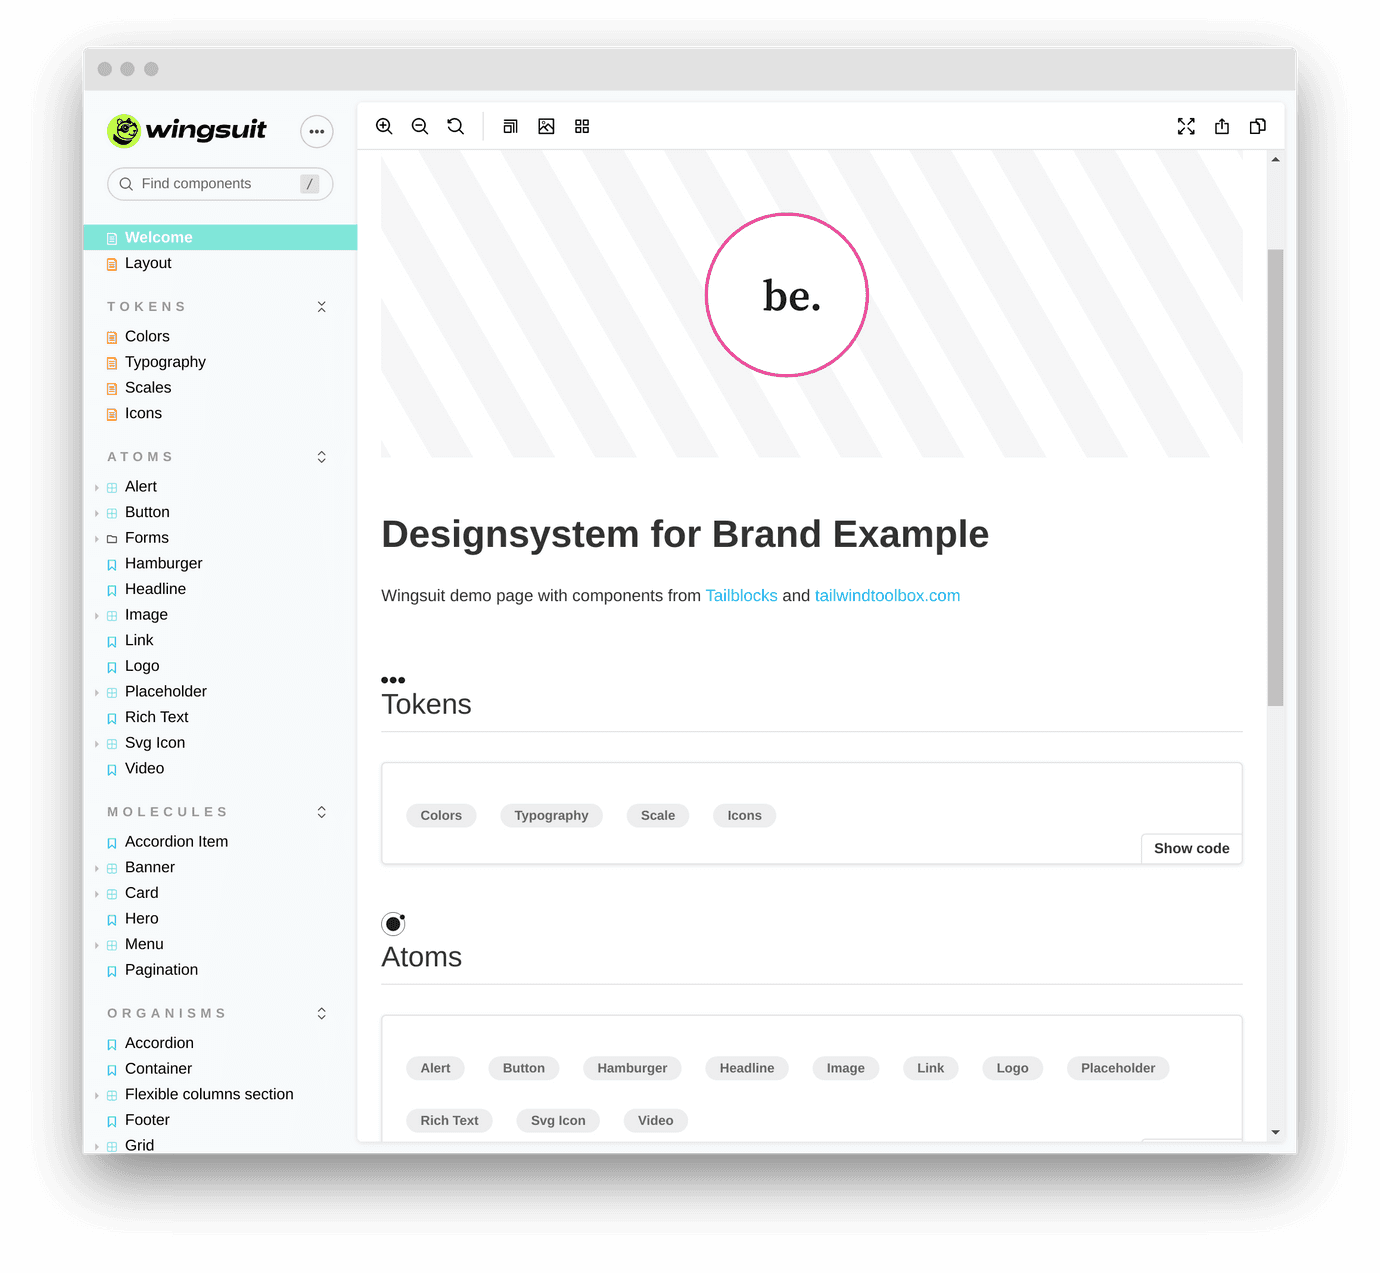 wingsuit
Find components /
Welcome
Layout
TOKENS
Colors
Typography
Scales
Icons
ATOMS
Alert
Button
Forms
Hamburger
Headline
Image
Link
Logo
Placeholder
Rich Text
Svg Icon
Video
MOLECULES
Accordion Item
Banner
Card
Hero
Menu
Pagination
ORGANISMS
Accordion
Container
Flexible columns section
Footer
Grid
be.
Designsystem for Brand Example
Wingsuit demo page with components from Tailblocks and tailwindtoolbox.com
Tokens
Colors Typography Scale Icons
Show code
Atoms
Alert Button Hamburger Headline Image Link Logo Placeholder
Rich Text Svg Icon Video